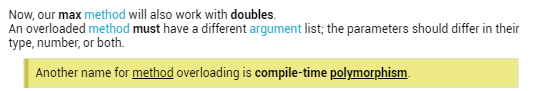 Now, our max method will also work with doubles.
An overloaded method must have a different argument list; the parameters should differ in their
type, number, or both.
Another name for method overloading is compile-time polymorphism.